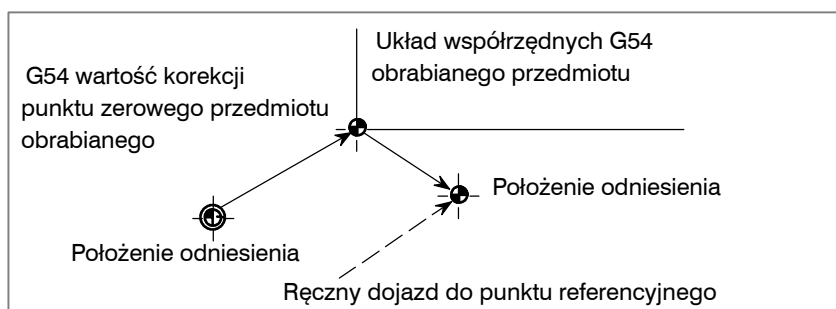 Układ współrzędnych G54
obrabianego przedmiotu
G54 wartość korekcji
punktu zerowego przedmiotu
obrabianego
Położenie odniesienia
Położenie odniesienia
Ręczny dojazd do punktu referencyjnego